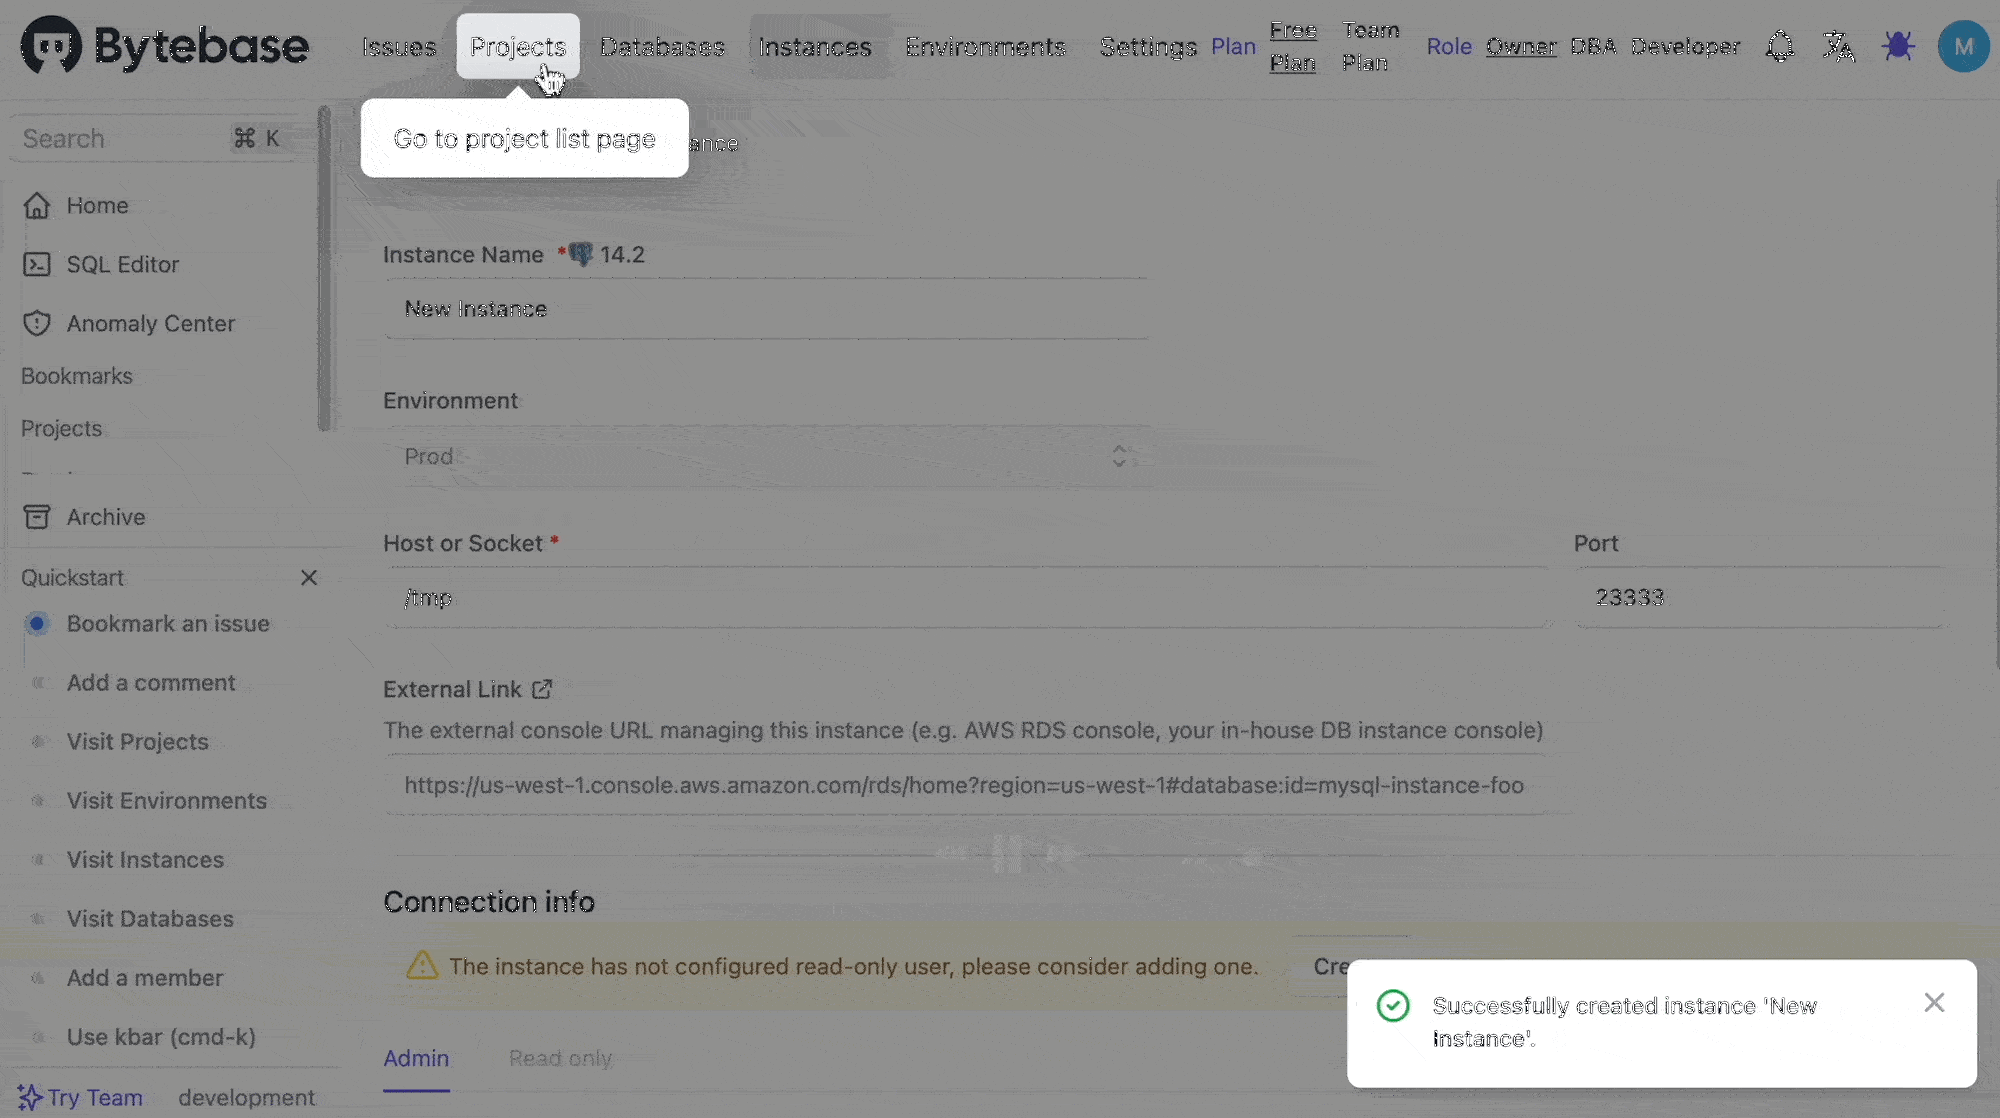 Bytebase
Issues
Projects
Databases
Instances
Environments
Settings
Plan
Free Plan
Team Plan
Role
Owner
DBA
Developer
M
Search
⌘ K
Go to project list page
Home
SQL Editor
Anomaly Center
Bookmarks
Projects
Archive
Quickstart
Bookmark an issue
Add a comment
Visit Projects
Visit Environments
Visit Instances
Visit Databases
Add a member
Use kbar (cmd-k)
Try Team
development
Instance Name * 14.2
New Instance
Environment
Prod
Host or Socket *
/tmp
Port
23333
External Link
The external console URL managing this instance (e.g. AWS RDS console, your in-house DB instance console)
https://us-west-1.console.aws.amazon.com/rds/home?region=us-west-1#database:id=mysql-instance-foo
Connection info
The instance has not configured read-only user, please consider adding one.
Admin
Read only
Successfully created instance 'New
Instance'.